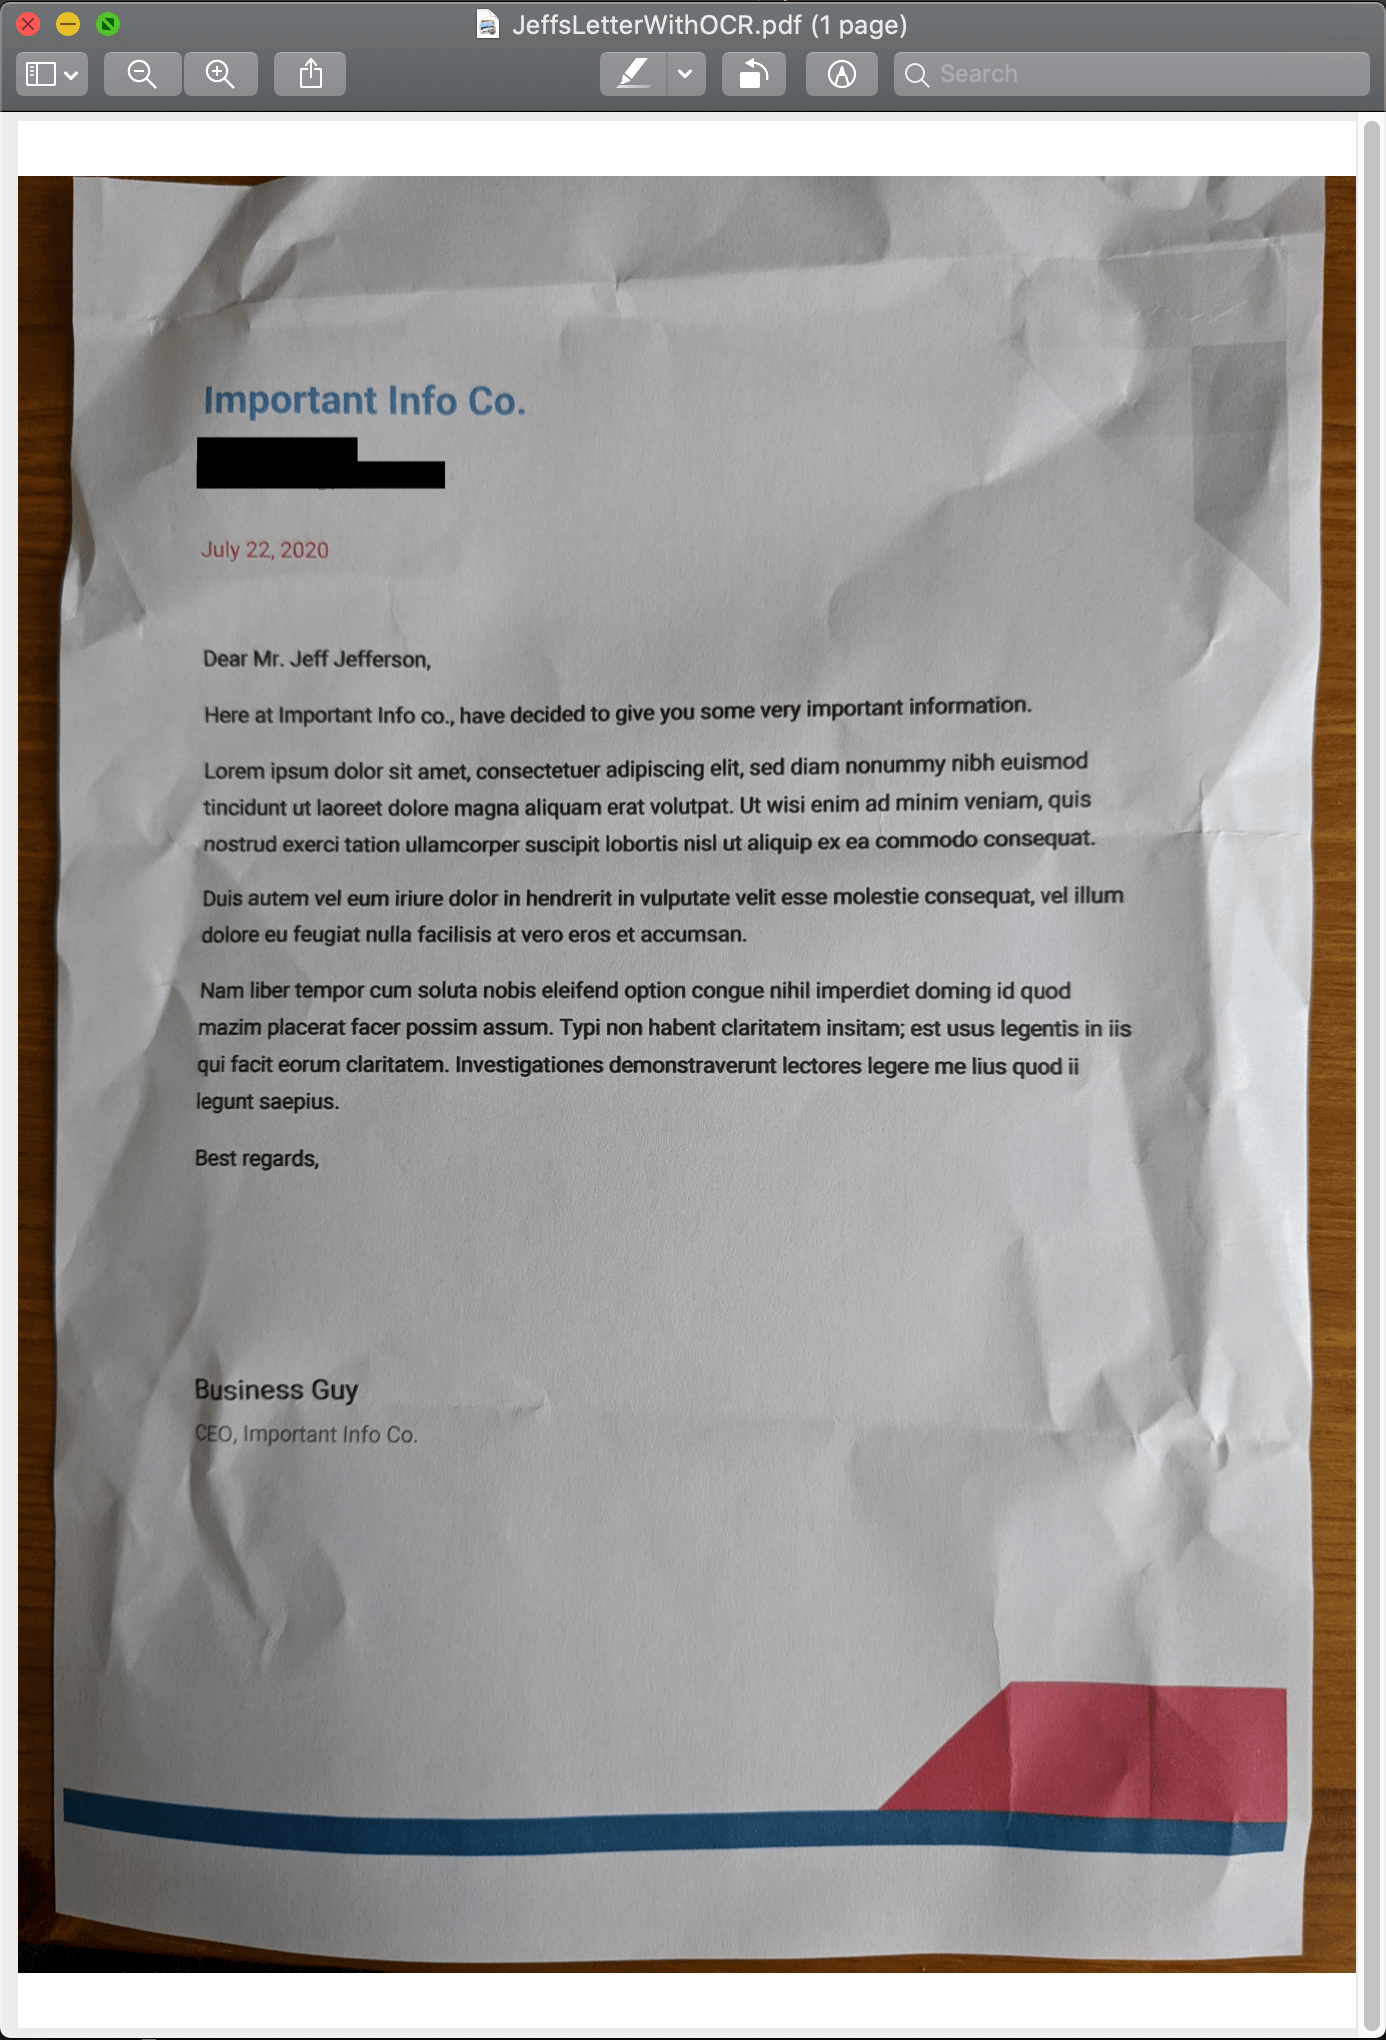 JeffsLetterWithOCR.pdf (1 page)
Search
Important Info Co.
July 22, 2020
Dear Mr. Jeff Jefferson,
Here at Important Info co., have decided to give you some very important information.
Lorem ipsum dolor sit amet, consectetuer adipiscing elit, sed diam nonummy nibh euismod
tincidunt ut laoreet dolore magna aliquam erat volutpat. Ut wisi enim ad minim veniam, quis
nostrud exerci tation ullamcorper suscipit lobortis nisl ut aliquip ex ea commodo consequat.
Duis autem vel eum iriure dolor in hendrerit in vulputate velit esse molestie consequat, vel illum
dolore eu feugiat nulla facilisis at vero eros et accumsan.
Nam liber tempor cum soluta nobis eleifend option congue nihil imperdiet doming id quod
mazim placerat facer possim assum. Typi non habent claritatem insitam; est usus legentis in iis
qui facit eorum claritatem. Investigationes demonstraverunt lectores legere me lius quod ii
legunt saepius.
Best regards,
Business Guy
CEO, Important Info Co.